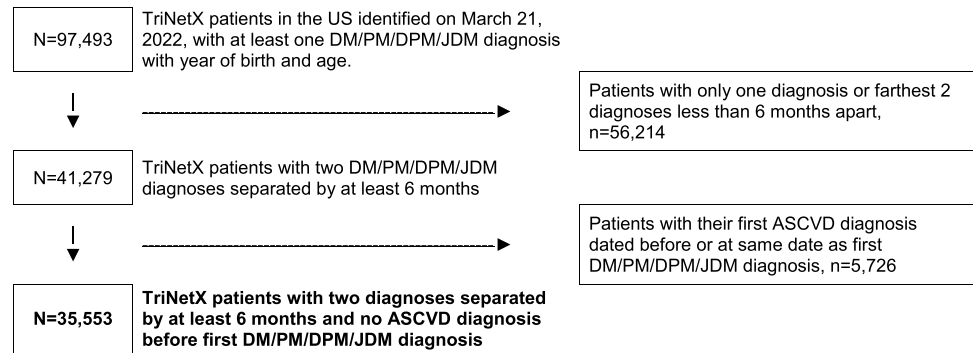 N=97,493
TriNetX patients in the US identified on March 21,
2022, with at least one DM/PM/DPM/JDM diagnosis
with year of birth and age.
Patients with only one diagnosis or farthest 2
diagnoses less than 6 months apart,
n=56,214
N=41,279
TriNetX patients with two DM/PM/DPM/JDM
diagnoses separated by at least 6 months
Patients with their first ASCVD diagnosis
dated before or at same date as first
DM/PM/DPM/JDM diagnosis, n=5,726
N=35,553
TriNetX patients with two diagnoses separated
by at least 6 months and no ASCVD diagnosis
before first DM/PM/DPM/JDM diagnosis